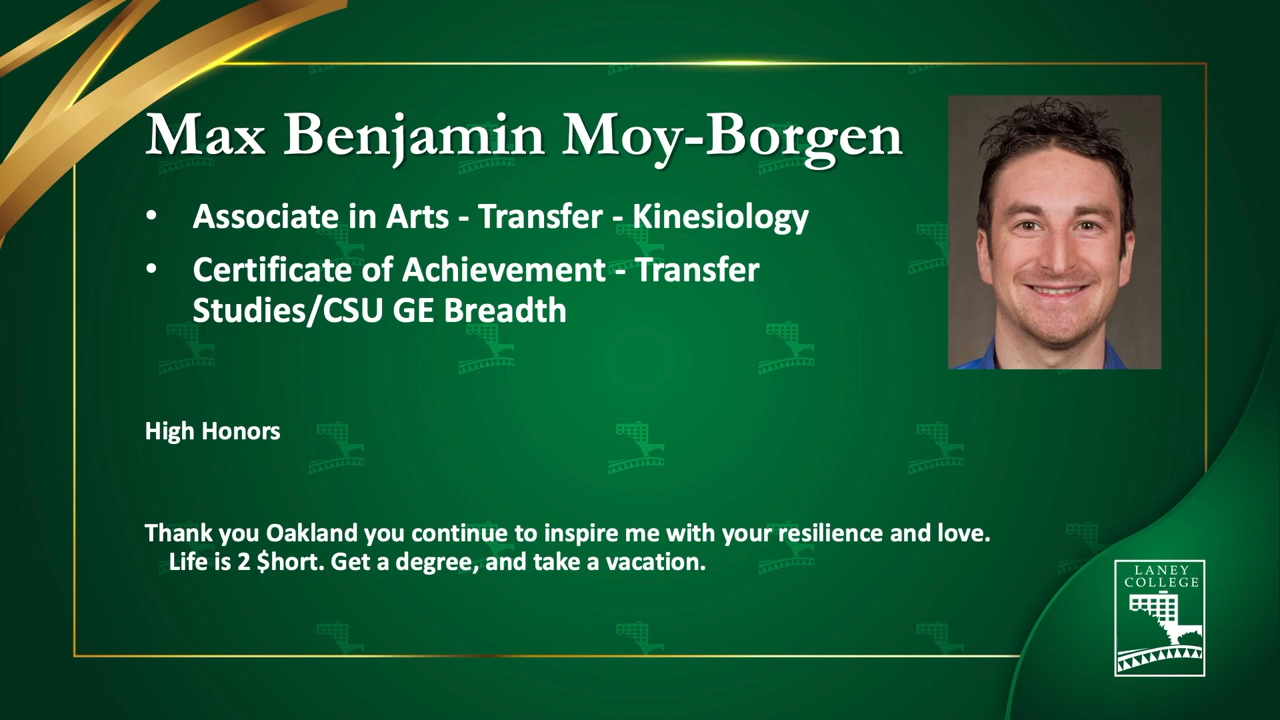 Max Benjamin Moy-Borgen
• Associate in Arts - Transfer - Kinesiology
• Certificate of Achievement - Transfer
Studies/CSU GE Breadth
High Honors
Thank you Oakland you continue to inspire me with your resilience and love.
Life is 2 $hort. Get a degree, and take a vacation.
LANEY
COLLEGE